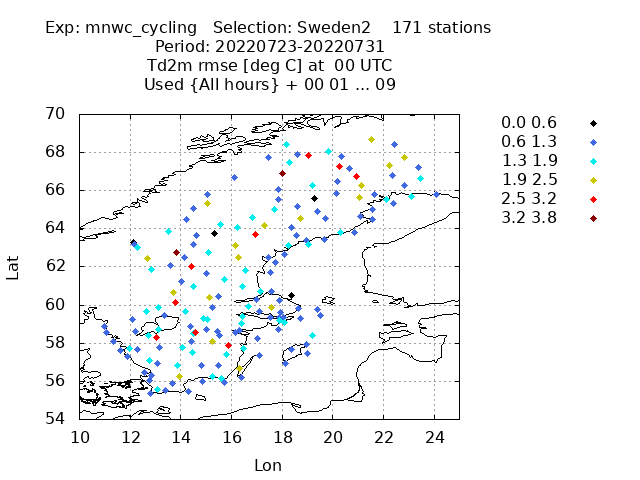 Exp: mnwc_cycling   Selection: Sweden2    171 stations
Period: 20220723-20220731
Td2m rmse [deg C] at  00 UTC
Used {All hours} + 00 01 ... 09
0.0 0.6
0.6 1.3
1.3 1.9
1.9 2.5
2.5 3.2
3.2 3.8
70
68
66
64
62
60
58
56
54
Lat
10 12 14 16 18 20 22 24
Lon